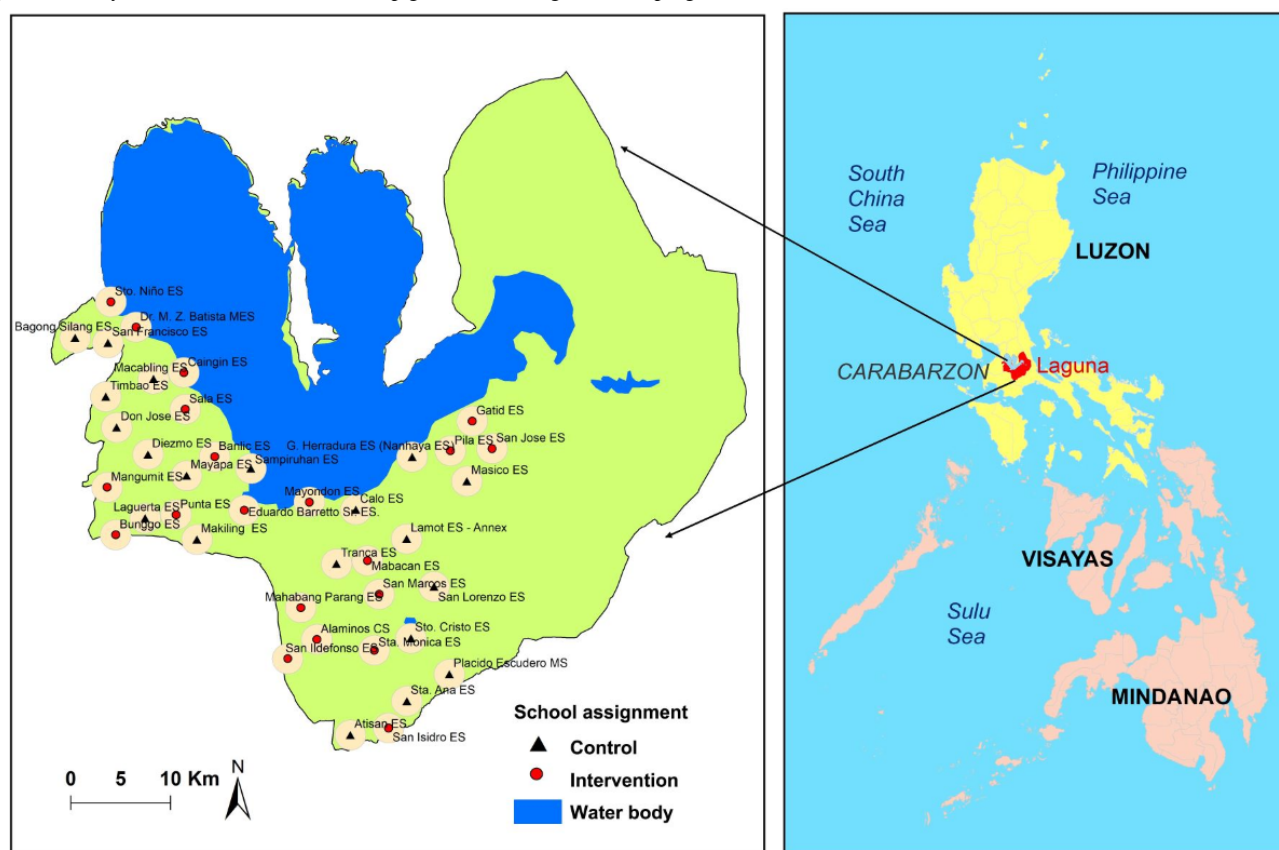 Sto. Niño ES
Dr. M. Z. Batista MES
Bagong Silang ES
San Francisco ES
Macabling ES
Caingin ES
Timbao ES
Sala ES
Don Jose ES
Gatid ES
Diezmo ES
Banlic ES
G. Herradura ES (Nanhaya ES)
Pila ES
San Jose ES
Sampiruhan ES
Mayapa ES
Mangumit ES
Masico ES
Mayondon ES
Calo ES
Laguerta ES
Punta ES
Eduardo Barretto Sr. ES.
Bunggo ES
Makiling ES
Lamot ES - Annex
Tranca ES
Mabacan ES
San Marcos ES
San Lorenzo ES
Mahabang Parang ES
Alaminos CS
Sto. Cristo ES
San Ildefonso ES
Sta. Monica ES
Placido Escudero MS
Sta. Ana ES
Atisan ES
San Isidro ES
School assignment
Control
Intervention
Water body
0 5 10 Km
N
South
China
Sea
Philippine
Sea
LUZON
CARABARZON
Laguna
VISAYAS
Sulu
Sea
MINDANAO